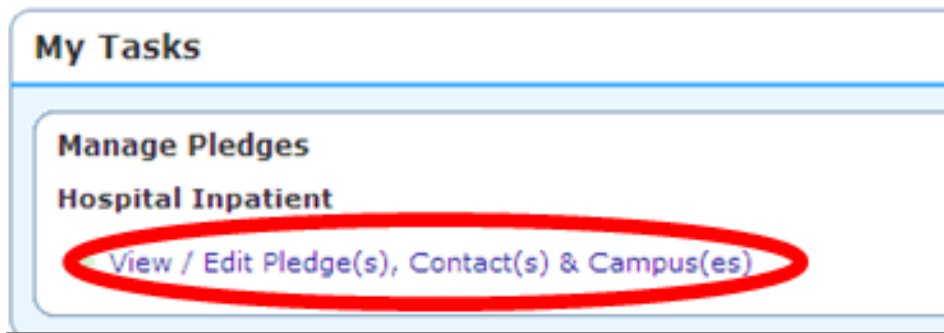 My Tasks
Manage Pledges
Hospital Inpatient
View / Edit Pledge(s), Contact(s) & Campus(es)